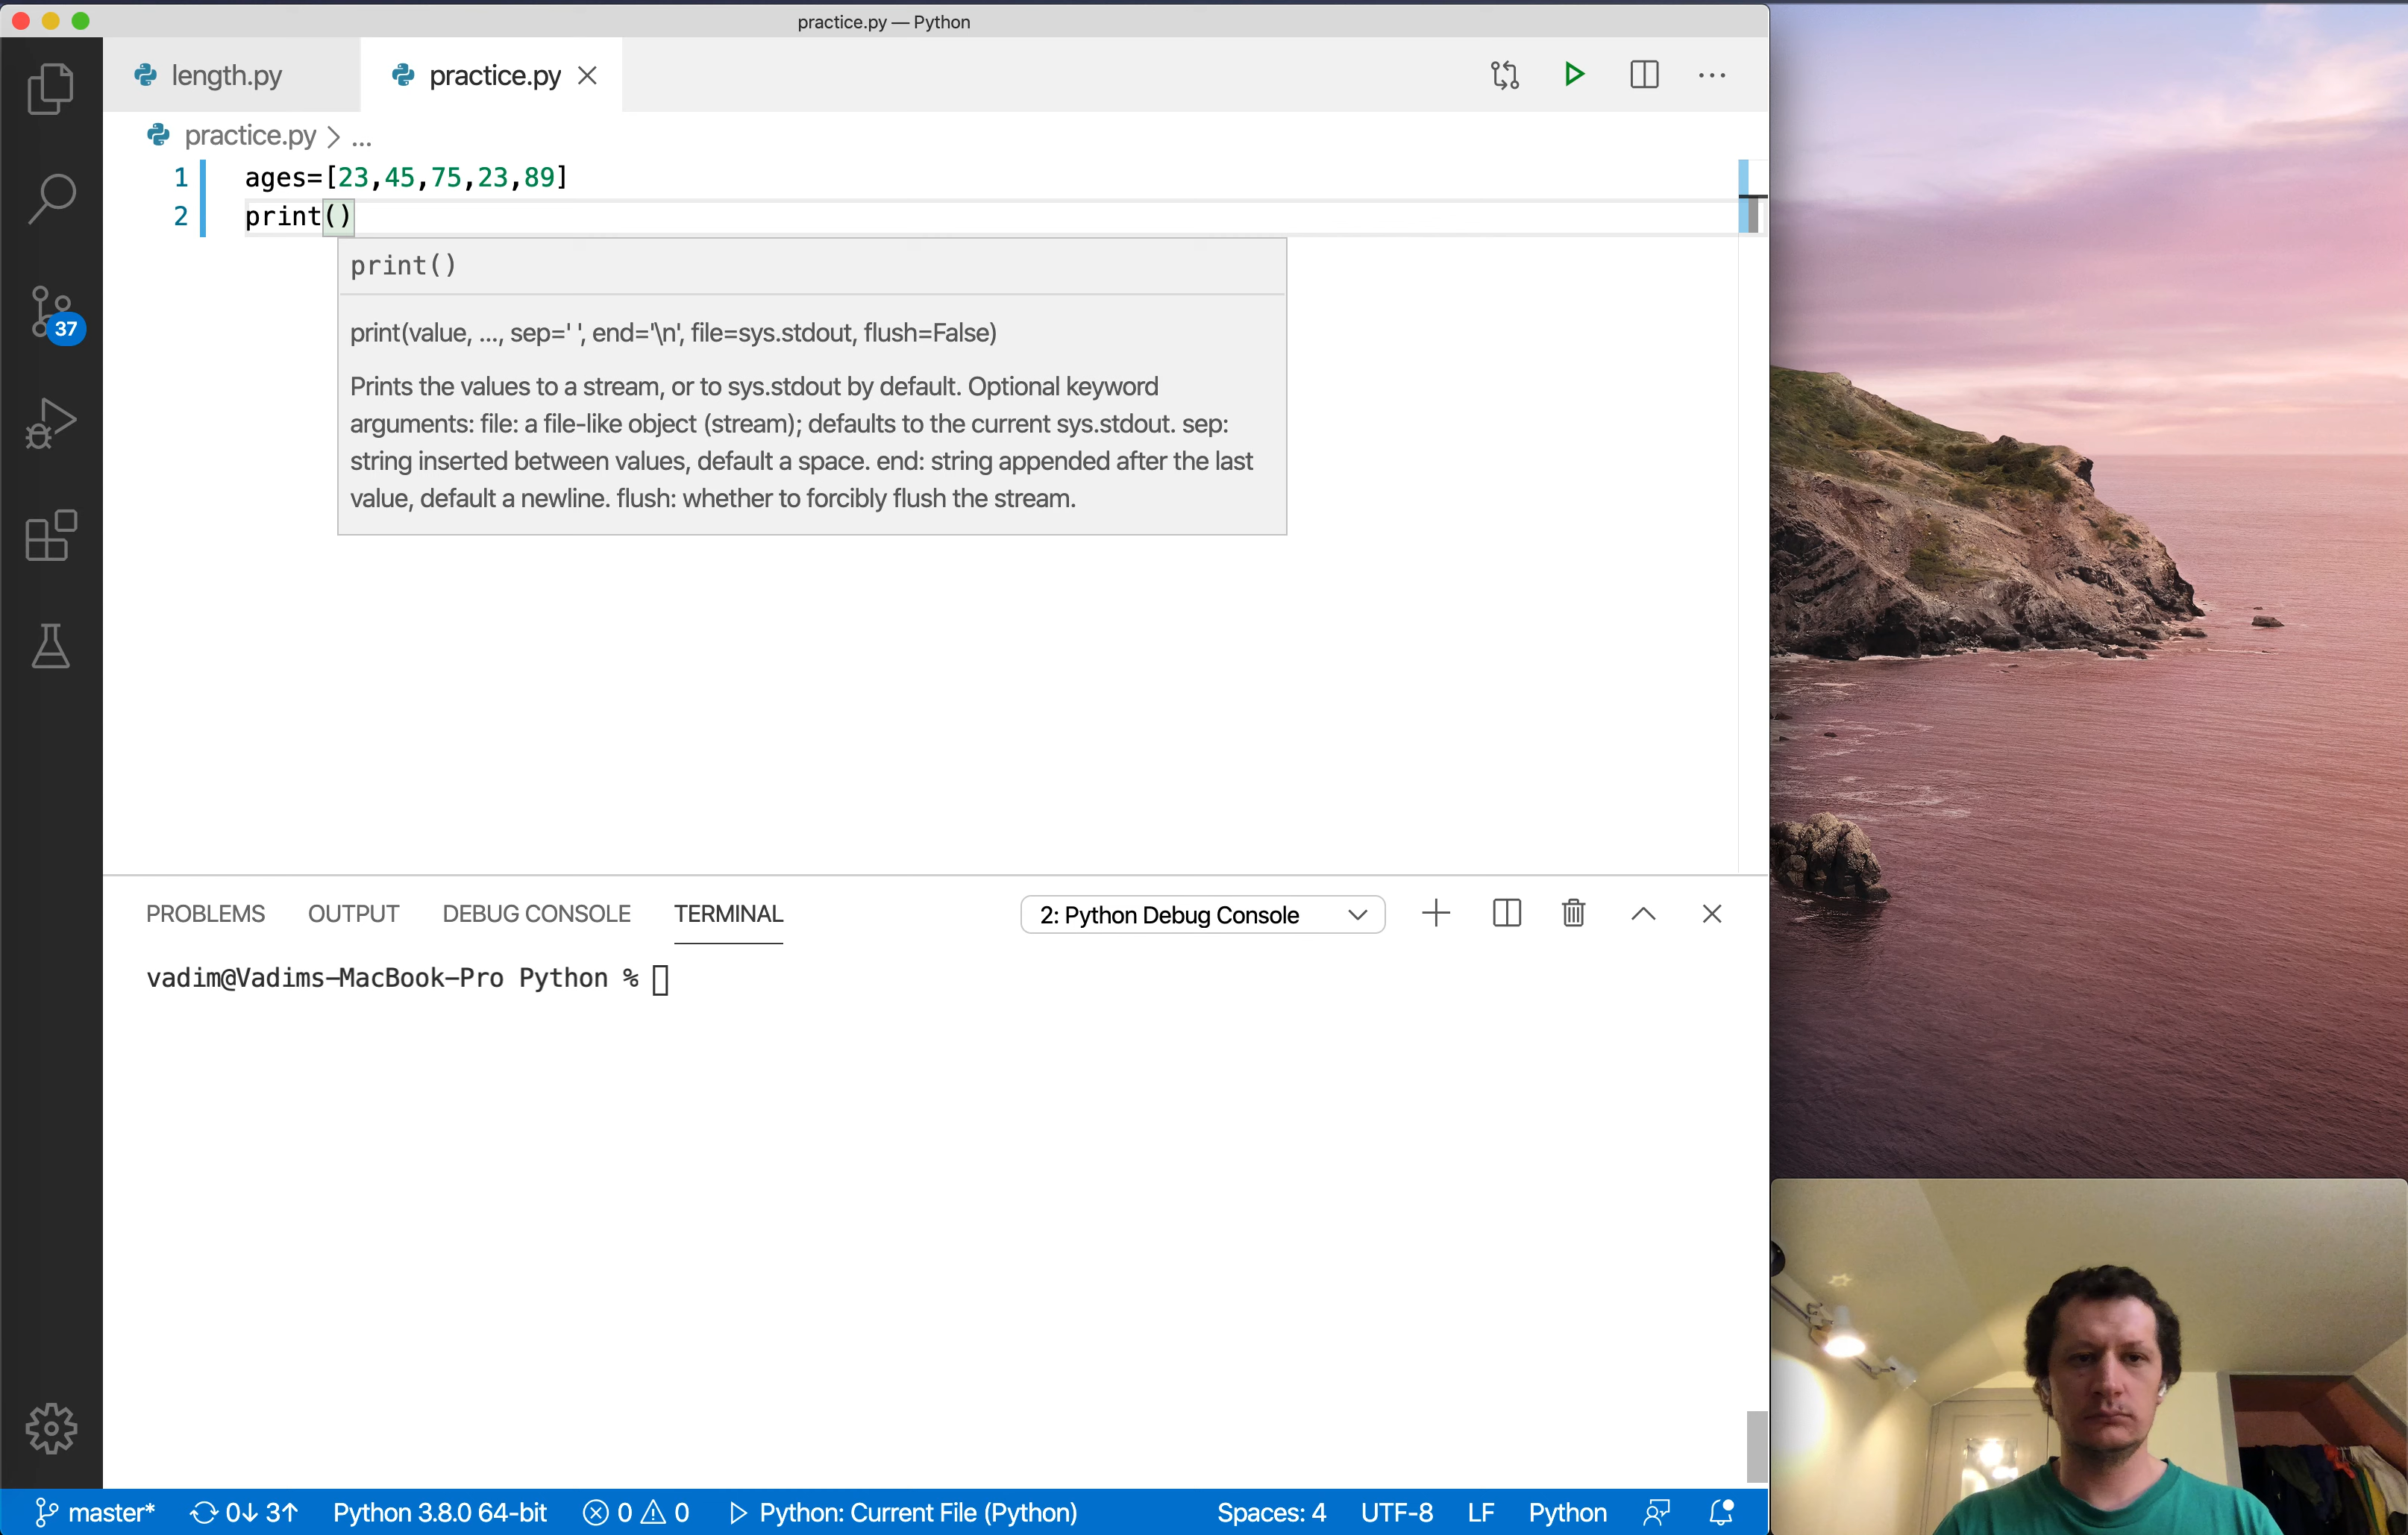 practice.py — Python
length.py
practice.py
practice.py > ...
1 ages=[23,45,75,23,89]
2 print()
print()
print(value, ..., sep=' ', end='\n', file=sys.stdout, flush=False)
Prints the values to a stream, or to sys.stdout by default. Optional keyword
arguments: file: a file-like object (stream); defaults to the current sys.stdout. sep:
string inserted between values, default a space. end: string appended after the last
value, default a newline. flush: whether to forcibly flush the stream.
37
PROBLEMS OUTPUT DEBUG CONSOLE TERMINAL 2: Python Debug Console
vadim@Vadims-MacBook-Pro Python %
master* 0↓ 3↑ Python 3.8.0 64-bit 0 0 Python: Current File (Python) Spaces: 4 UTF-8 LF Python